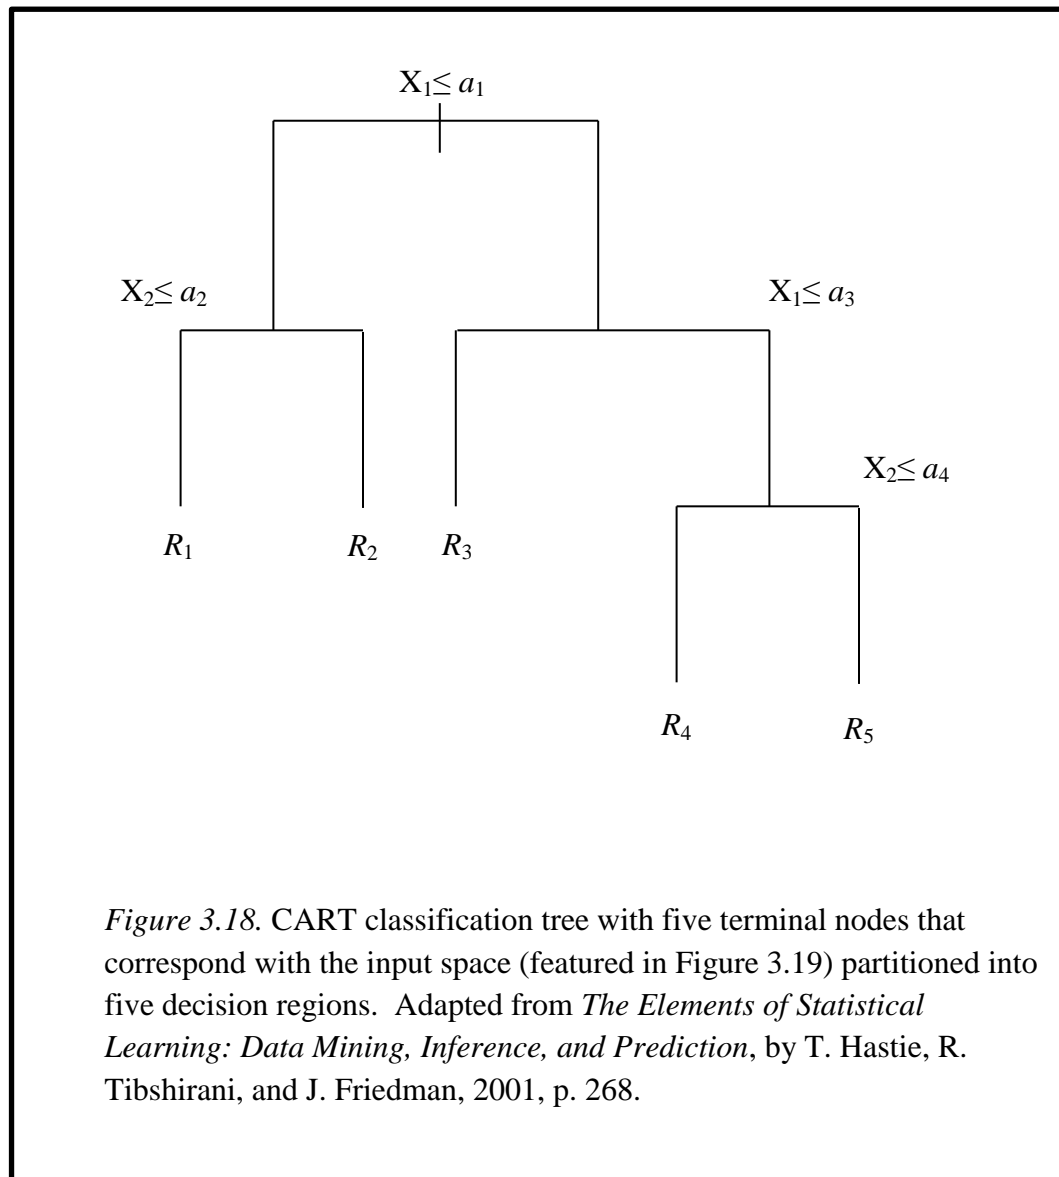 X₁≤ a₁
X₂≤ a₂
X₁≤ a₃
X₂≤ a₄
R₁
R₂
R₃
R₄
R₅
Figure 3.18. CART classification tree with five terminal nodes that
correspond with the input space (featured in Figure 3.19) partitioned into
five decision regions.  Adapted from The Elements of Statistical
Learning: Data Mining, Inference, and Prediction, by T. Hastie, R.
Tibshirani, and J. Friedman, 2001, p. 268.